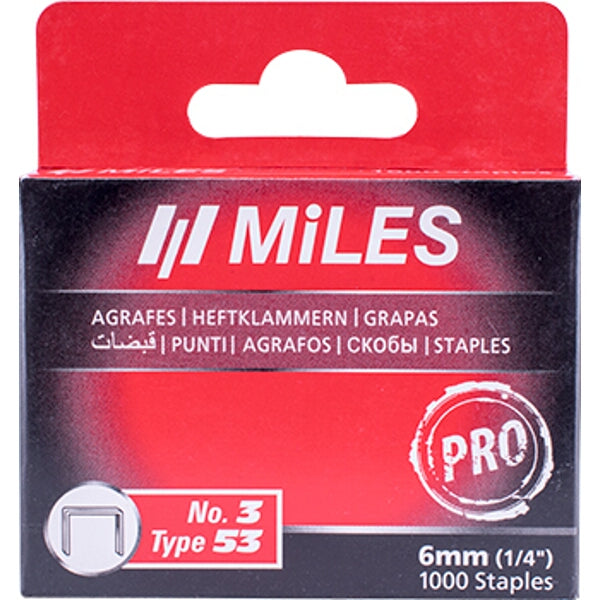 MiLES
AGRAFES | HEFTKLAMMERN | GRAPAS
قبضات | PUNTI | AGRAFOS | СКОбЫ | STAPLES
PRO
No. 3
Type 53
6mm (1/4")
1000 Staples